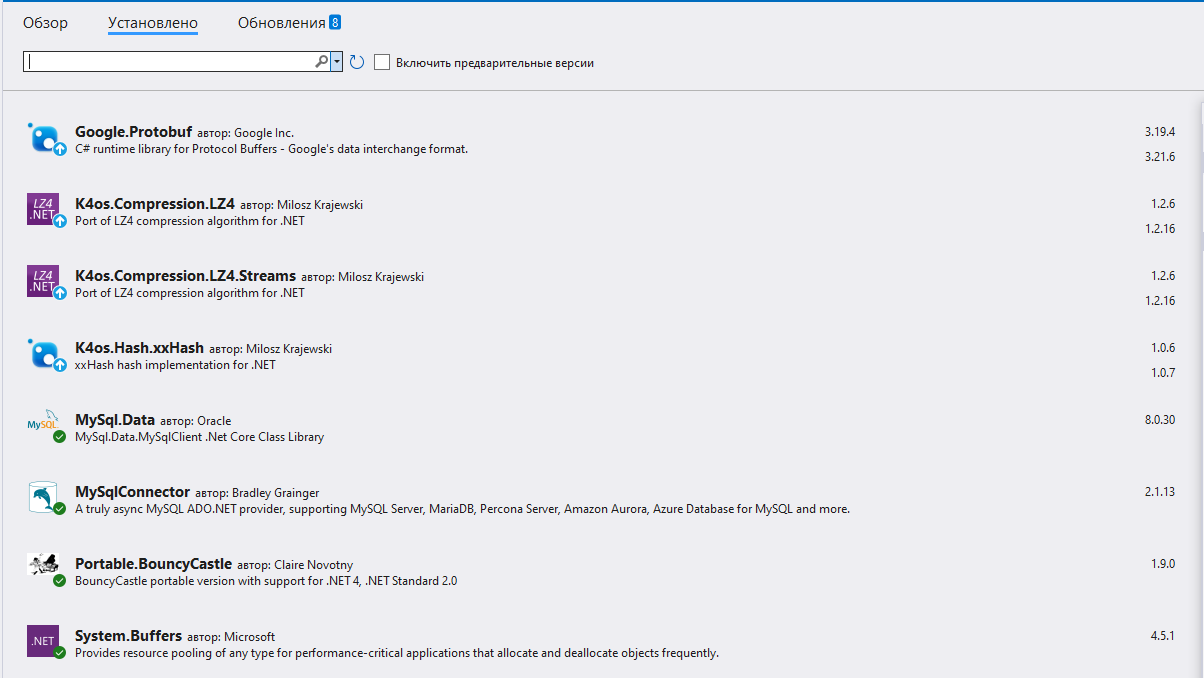 Обзор Установлено Обновления 8
Включить предварительные версии
Google.Protobuf автор: Google Inc. 3.19.4
C# runtime library for Protocol Buffers - Google's data interchange format. 3.21.6
LZ4 .NET
K4os.Compression.LZ4 автор: Milosz Krajewski 1.2.6
Port of LZ4 compression algorithm for .NET 1.2.16
LZ4 .NET
K4os.Compression.LZ4.Streams автор: Milosz Krajewski 1.2.6
Port of LZ4 compression algorithm for .NET 1.2.16
K4os.Hash.xxHash автор: Milosz Krajewski 1.0.6
xxHash hash implementation for .NET 1.0.7
MySQL
MySql.Data автор: Oracle 8.0.30
MySql.Data.MySqlClient .Net Core Class Library
MySqlConnector автор: Bradley Grainger 2.1.13
A truly async MySQL ADO.NET provider, supporting MySQL Server, MariaDB, Percona Server, Amazon Aurora, Azure Database for MySQL and more.
Portable.BouncyCastle автор: Claire Novotny 1.9.0
BouncyCastle portable version with support for .NET 4, .NET Standard 2.0
.NET
System.Buffers автор: Microsoft 4.5.1
Provides resource pooling of any type for performance-critical applications that allocate and deallocate objects frequently.